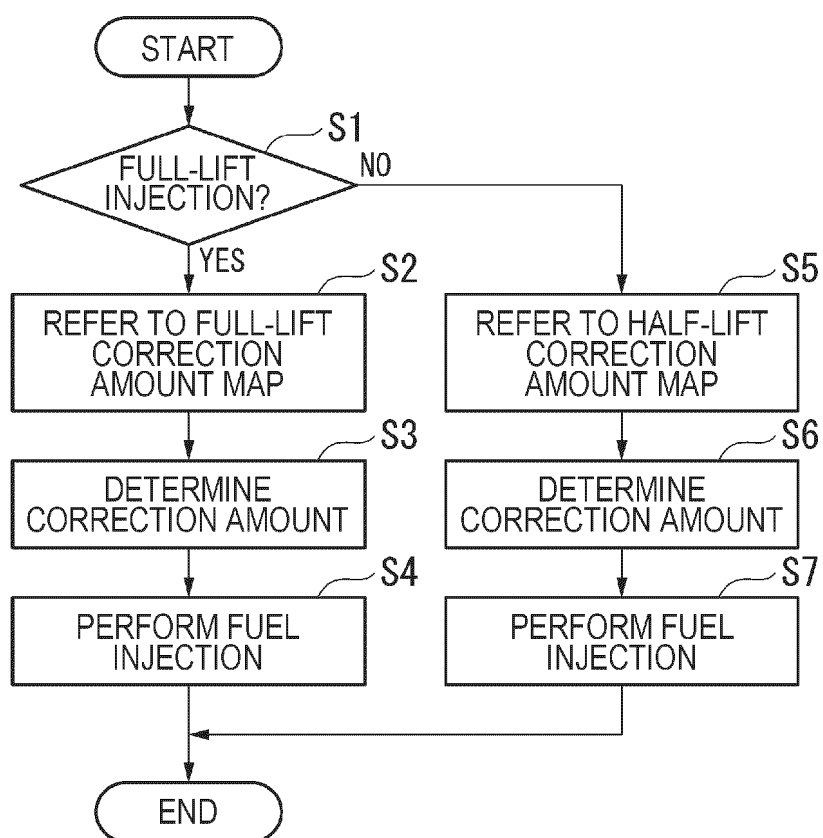 START
S1
FULL-LIFT
INJECTION?
NO
YES
S2
REFER TO FULL-LIFT
CORRECTION
AMOUNT MAP
S3
DETERMINE
CORRECTION AMOUNT
S4
PERFORM FUEL
INJECTION
S5
REFER TO HALF-LIFT
CORRECTION
AMOUNT MAP
S6
DETERMINE
CORRECTION AMOUNT
S7
PERFORM FUEL
INJECTION
END